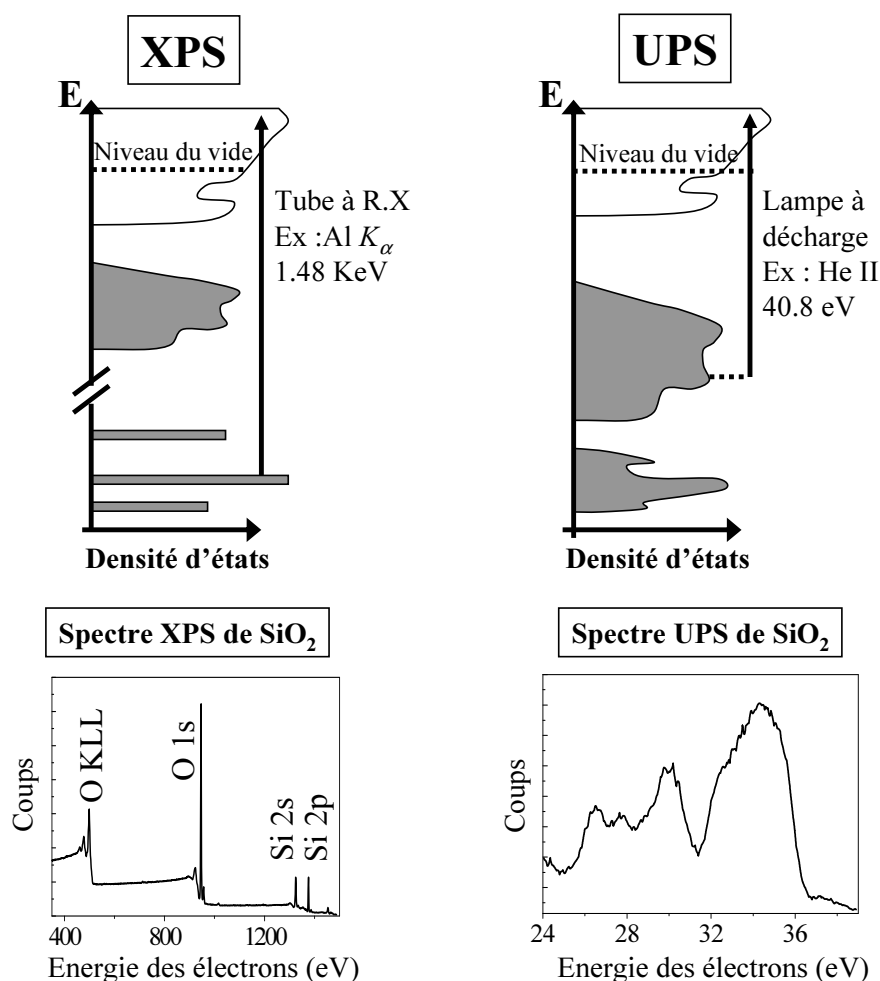 XPS
E
Niveau du vide
Tube à R.X
Ex :Al Kα
1.48 KeV
Densité d'états
UPS
E
Niveau du vide
Lampe à
décharge
Ex : He II
40.8 eV
Densité d'états
Spectre XPS de SiO₂
Coups
O KLL
O 1s
Si 2s
Si 2p
400 800 1200
Energie des électrons (eV)
Spectre UPS de SiO₂
Coups
24 28 32 36
Energie des électrons (eV)